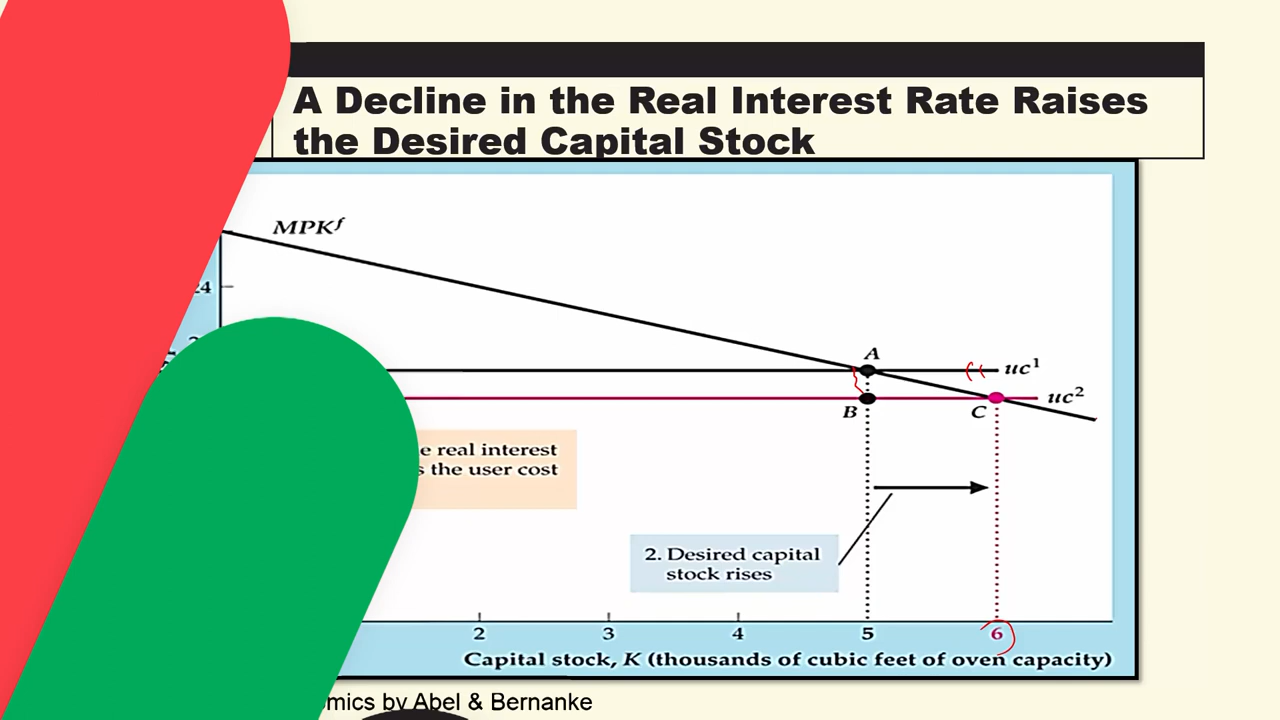 A Decline in the Real Interest Rate Raises
the Desired Capital Stock
MPKᶠ
24
A
uc¹
B
C
uc²
real interest
the user cost
2. Desired capital
stock rises
2 3 4 5 6
Capital stock, K (thousands of cubic feet of oven capacity)
by Abel & Bernanke